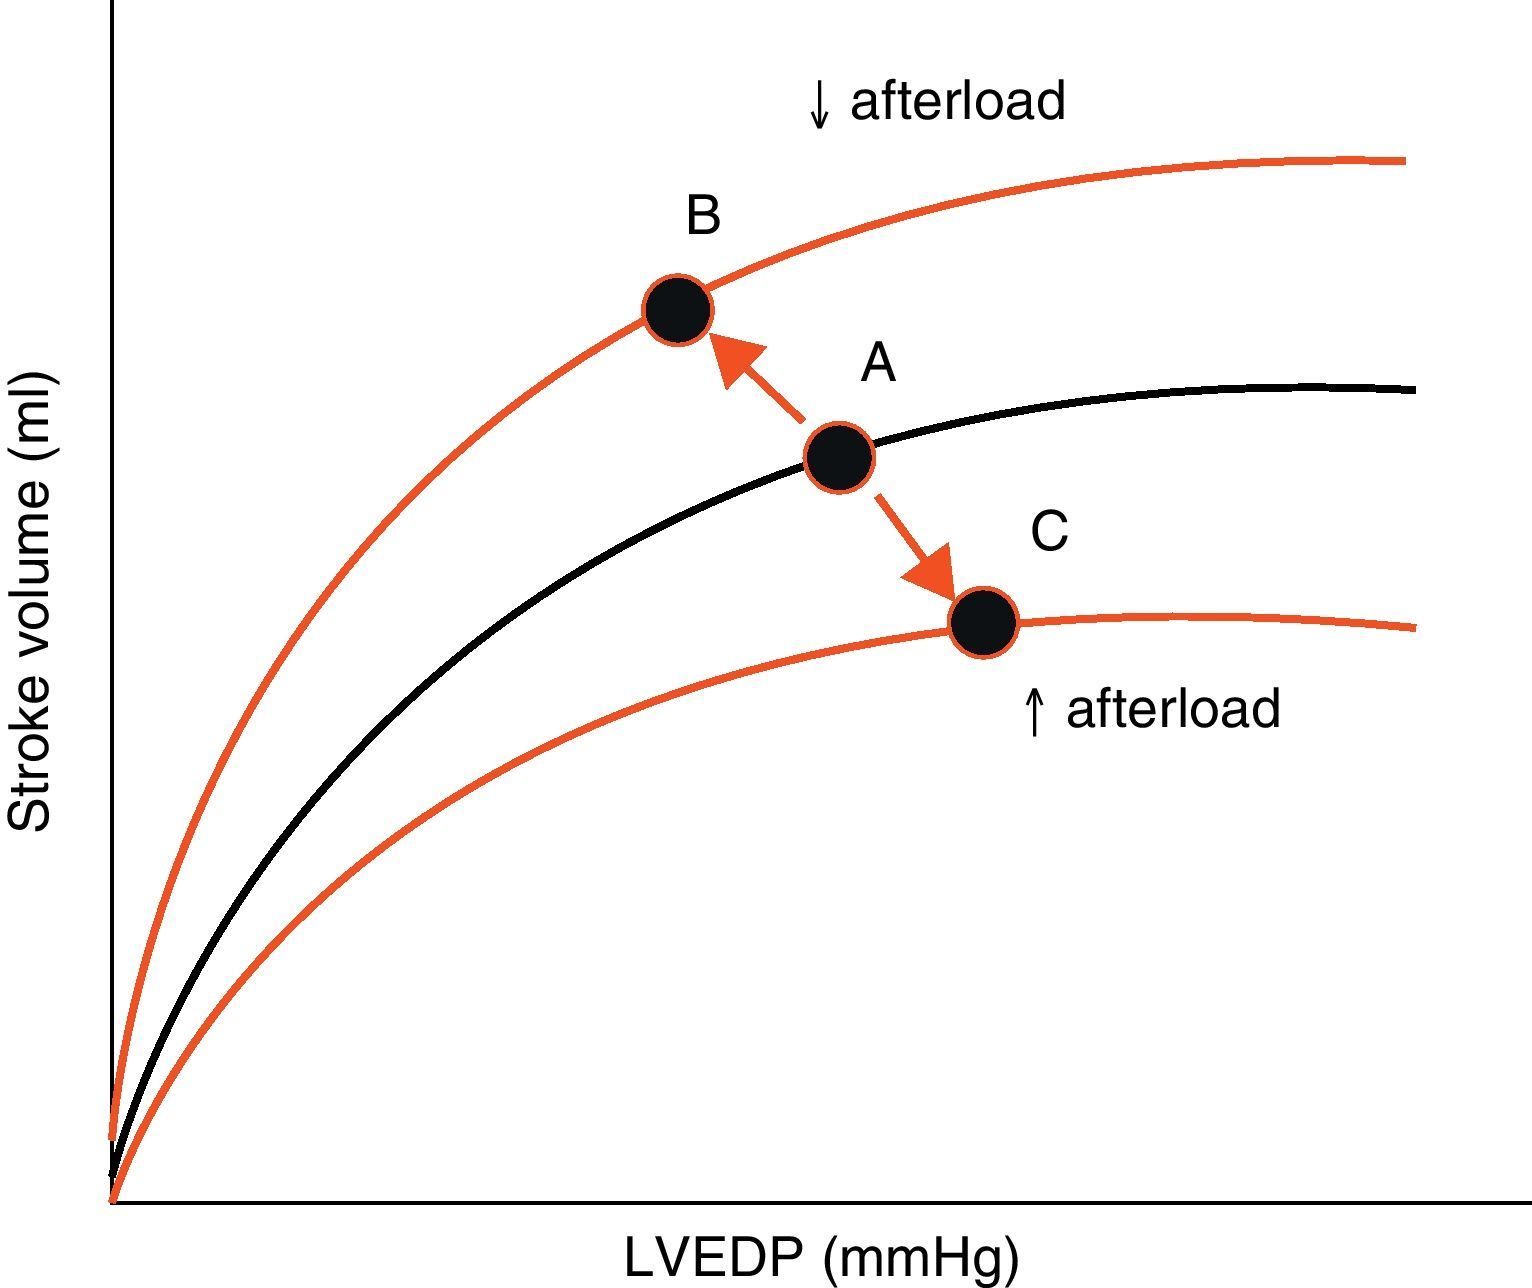 ↓ afterload
B
A
C
↑ afterload
Stroke volume (ml)
LVEDP (mmHg)